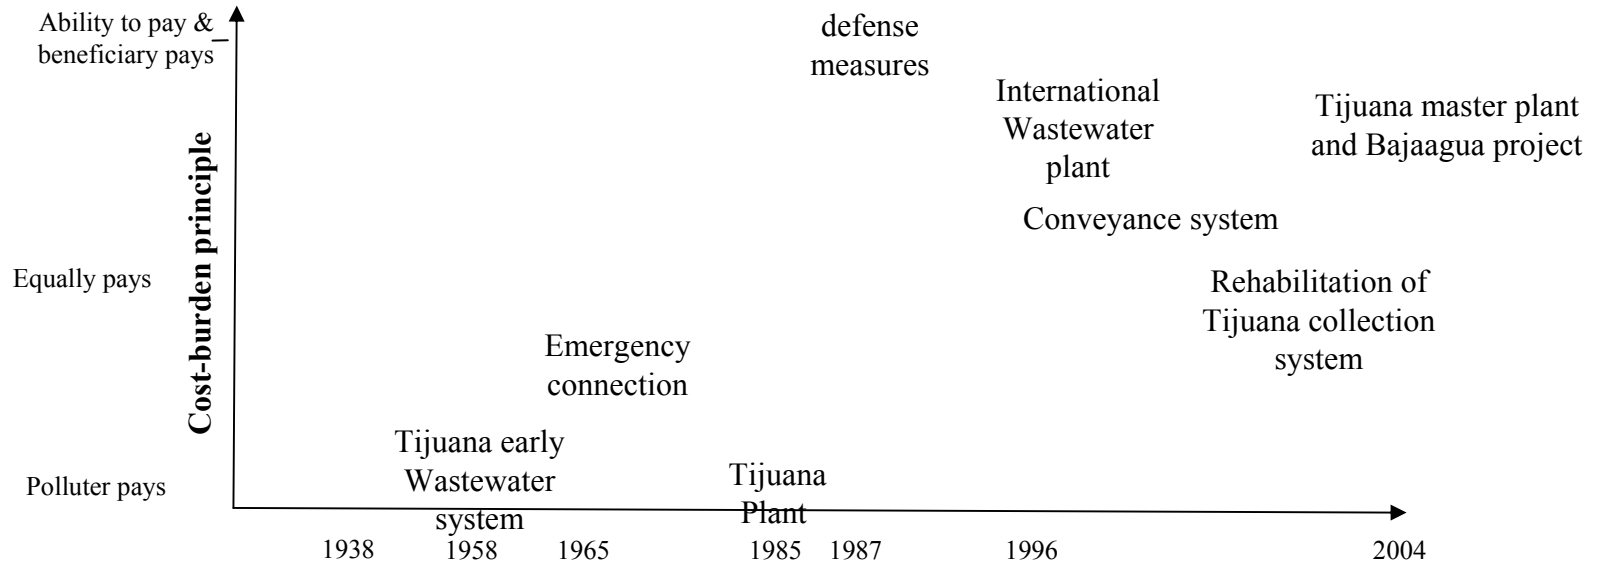 Ability to pay &
beneficiary pays
defense
measures
International
Wastewater
plant
Tijuana master plant
and Bajaagua project
Cost-burden principle
Conveyance system
Equally pays
Rehabilitation of
Tijuana collection
system
Emergency
connection
Tijuana early
Wastewater
system
Tijuana
Plant
Polluter pays
1938 1958 1965 1985 1987 1996 2004